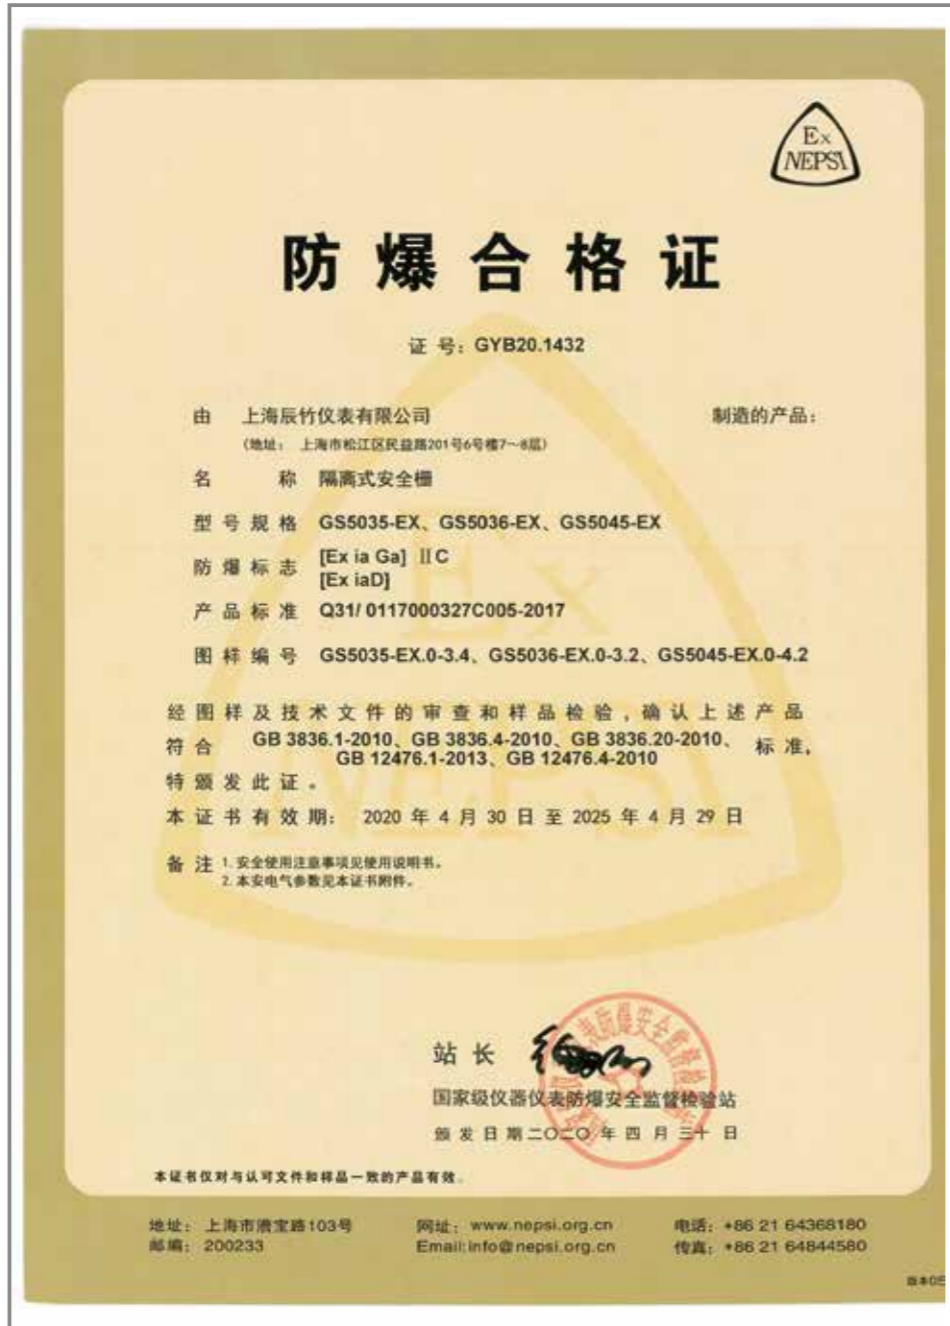 Ex
NEPSI
防爆合格证
证 号：GYB20.1432
由 上海辰竹仪表有限公司 制造的产品：
(地址： 上海市松江区民益路201号6号楼7～8层)
名 称 隔离式安全栅
型号规格 GS5035-EX、GS5036-EX、GS5045-EX
防爆标志 [Ex ia Ga] ⅡC
[Ex iaD]
产品标准 Q31/ 0117000327C005-2017
图样编号 GS5035-EX.0-3.4、GS5036-EX.0-3.2、GS5045-EX.0-4.2
经图样及技术文件的审查和样品检验，确认上述产品
符合 GB 3836.1-2010、GB 3836.4-2010、GB 3836.20-2010、
GB 12476.1-2013、GB 12476.4-2010 标准,
特颁发此证。
本证书有效期： 2020 年 4 月 30 日 至 2025 年 4 月 29 日
备 注 1. 安全使用注意事项见使用说明书。
2. 本安电气参数见本证书附件。
站 长
国家级仪器仪表防爆安全监督检验站
颁发日期二〇二〇年四月三十日
本证书仅对与认可文件和样品一致的产品有效.
地址： 上海市漕宝路103号 网址： www.nepsi.org.cn 电话：+86 21 64368180
邮编：200233 Email:info@nepsi.org.cn 传真：+86 21 64844580